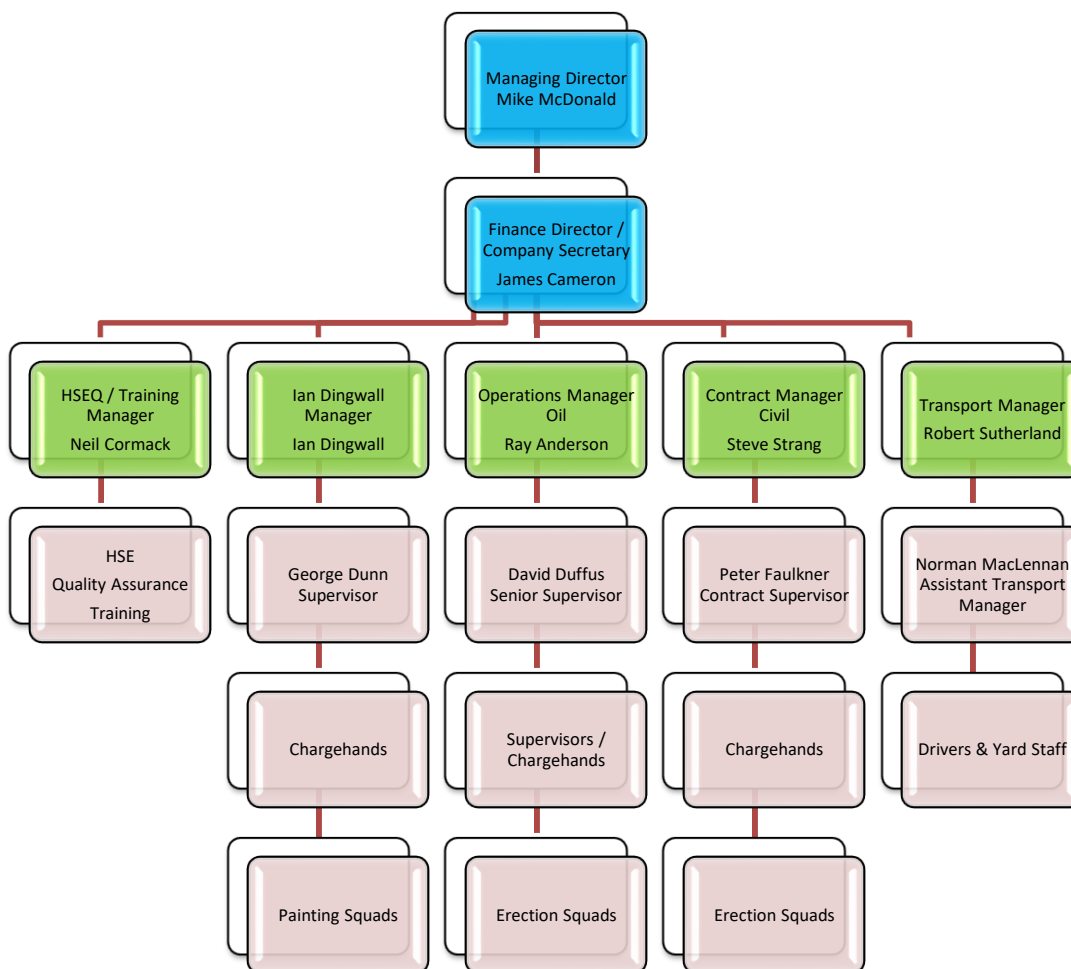 Managing Director
Mike McDonald
Finance Director /
Company Secretary
James Cameron
HSEQ / Training
Manager
Neil Cormack
Ian Dingwall
Manager
Ian Dingwall
Operations Manager
Oil
Ray Anderson
Contract Manager
Civil
Steve Strang
Transport Manager
Robert Sutherland
HSE
Quality Assurance
Training
George Dunn
Supervisor
David Duffus
Senior Supervisor
Peter Faulkner
Contract Supervisor
Norman MacLennan
Assistant Transport
Manager
Chargehands
Supervisors /
Chargehands
Chargehands
Drivers & Yard Staff
Painting Squads
Erection Squads
Erection Squads